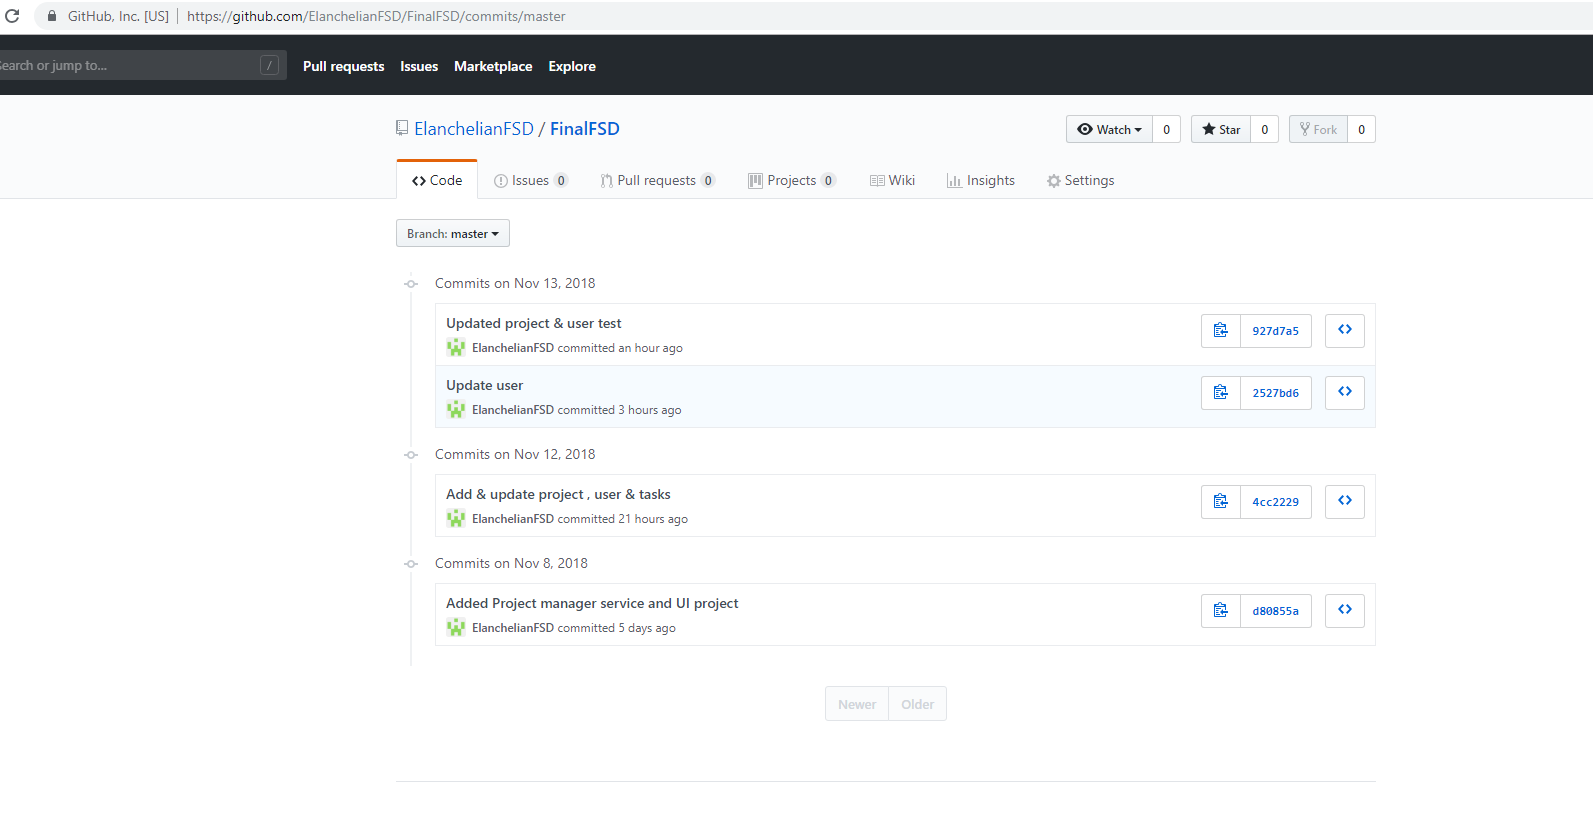 GitHub, Inc. [US] https://github.com/ElanchelianFSD/FinalFSD/commits/master
Search or jump to... / Pull requests Issues Marketplace Explore
ElanchelianFSD / FinalFSD Watch 0 Star 0 Fork 0
Code Issues 0 Pull requests 0 Projects 0 Wiki Insights Settings
Branch: master
Commits on Nov 13, 2018
Updated project & user test
ElanchelianFSD committed an hour ago 927d7a5
Update user
ElanchelianFSD committed 3 hours ago 2527bd6
Commits on Nov 12, 2018
Add & update project , user & tasks
ElanchelianFSD committed 21 hours ago 4cc2229
Commits on Nov 8, 2018
Added Project manager service and UI project
ElanchelianFSD committed 5 days ago d80855a
Newer Older